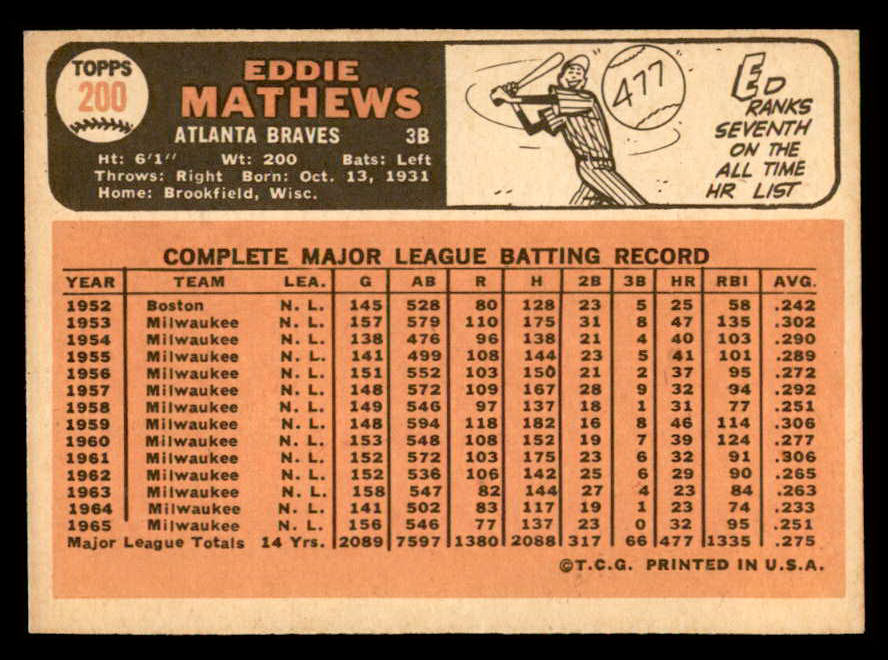 TOPPS
200
EDDIE
MATHEWS
ATLANTA BRAVES 3B
Ht: 6'1" Wt: 200 Bats: Left
Throws: Right Born: Oct. 13, 1931
Home: Brookfield, Wisc.
477
ED
RANKS
SEVENTH
ON THE
ALL TIME
HR LIST
COMPLETE MAJOR LEAGUE BATTING RECORD
YEAR TEAM LEA. G AB R H 2B 3B HR RBI AVG.
1952 Boston N. L. 145 528 80 128 23 5 25 58 .242
1953 Milwaukee N. L. 157 579 110 175 31 8 47 135 .302
1954 Milwaukee N. L. 138 476 96 138 21 4 40 103 .290
1955 Milwaukee N. L. 141 499 108 144 23 5 41 101 .289
1956 Milwaukee N. L. 151 552 103 150 21 2 37 95 .272
1957 Milwaukee N. L. 148 572 109 167 28 9 32 94 .292
1958 Milwaukee N. L. 149 546 97 137 18 1 31 77 .251
1959 Milwaukee N. L. 148 594 118 182 16 8 46 114 .306
1960 Milwaukee N. L. 153 548 108 152 19 7 39 124 .277
1961 Milwaukee N. L. 152 572 103 175 23 6 32 91 .306
1962 Milwaukee N. L. 152 536 106 142 25 6 29 90 .265
1963 Milwaukee N. L. 158 547 82 144 27 4 23 84 .263
1964 Milwaukee N. L. 141 502 83 117 19 1 23 74 .233
1965 Milwaukee N. L. 156 546 77 137 23 0 32 95 .251
Major League Totals 14 Yrs. 2089 7597 1380 2088 317 66 477 1335 .275
©T.C.G. PRINTED IN U.S.A.